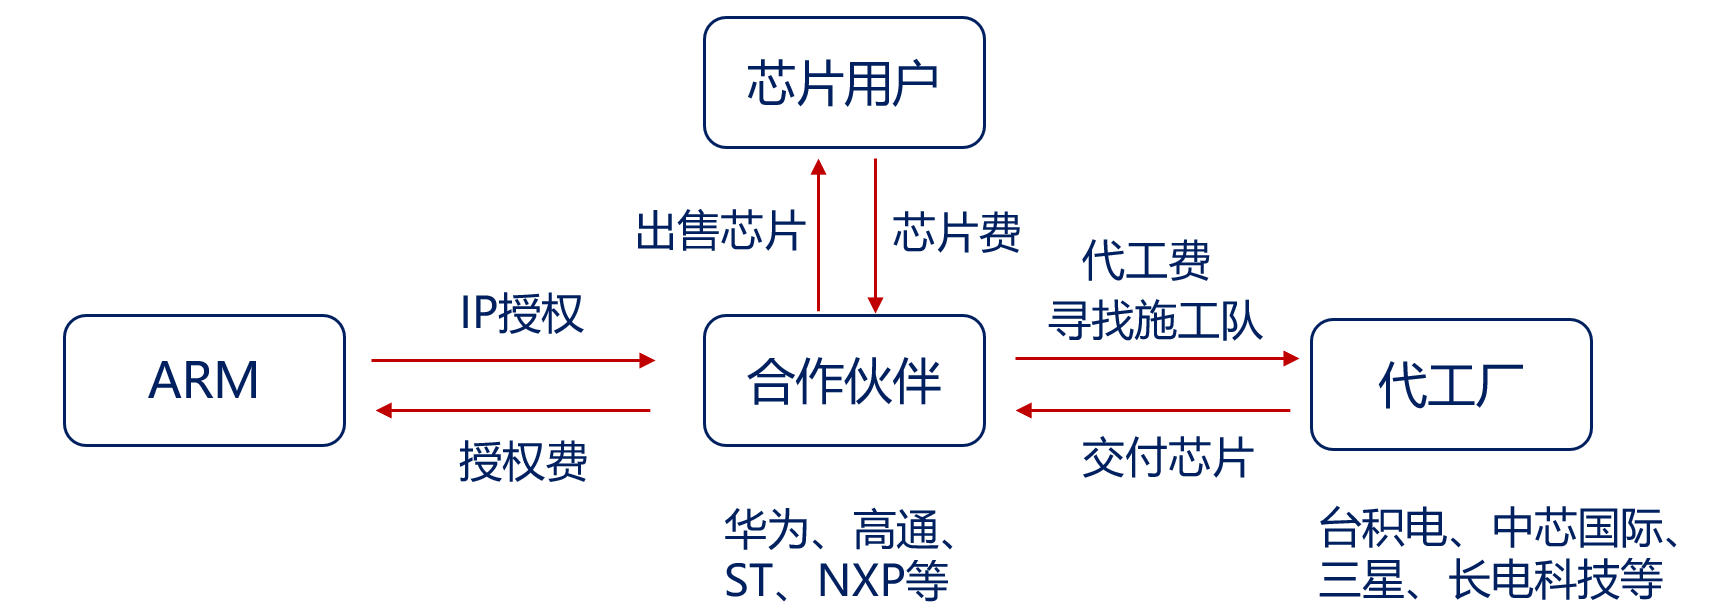 芯片用户
出售芯片
芯片费
代工费
寻找施工队
IP授权
ARM
合作伙伴
代工厂
授权费
交付芯片
华为、高通、
ST、NXP等
台积电、中芯国际、
三星、长电科技等